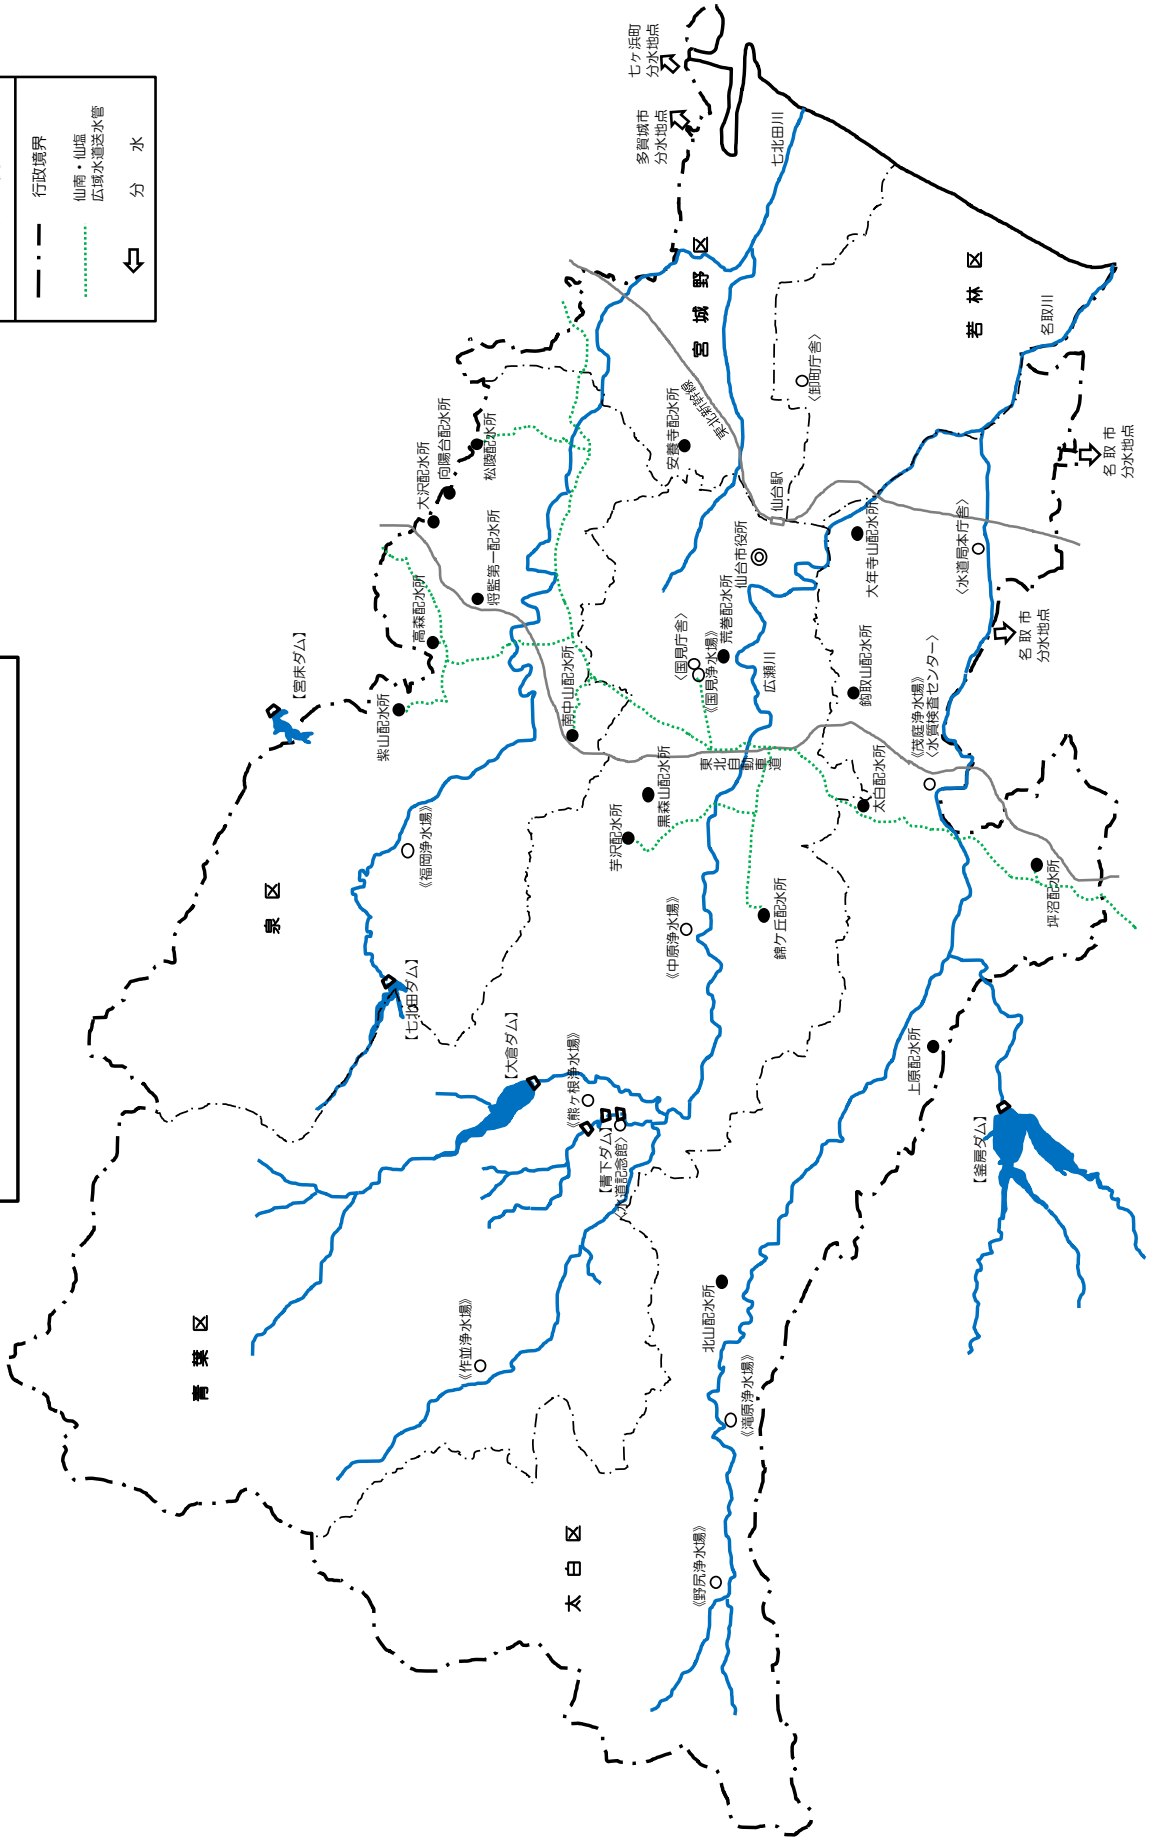 行政境界
仙南・仙塩
広域水道送水管
分　水
七ヶ浜町
分水地点
多賀城市
分水地点
七北田川
宮 城 野 区
若 林 区
名取川
〈卸町庁舎〉
東北新幹線
安養寺配水所
松陵配水所
向陽台配水所
大沢配水所
将監第一配水所
高森配水所
紫山配水所
【宮床ダム】
仙台駅
仙台市役所
大年寺山配水所
〈水道局本庁舎〉
名 取 市
分水地点
名 取 市
分水地点
荒巻配水所
〈国見庁舎〉
《国見浄水場》
広瀬川
鈎取山配水所
南中山配水所
東北自動車道
《茂庭浄水場》
〈水質検査センター〉
太白配水所
黒森山配水所
芋沢配水所
《福岡浄水場》
泉 区
坪沼配水所
錦ケ丘配水所
《中原浄水場》
【七北田ダム】
【大倉ダム】
《熊ヶ根浄水場》
【青下ダム】
〈水道記念館〉
上原配水所
【釜房ダム】
北山配水所
《作並浄水場》
青 葉 区
《滝原浄水場》
《野尻浄水場》
太 白 区